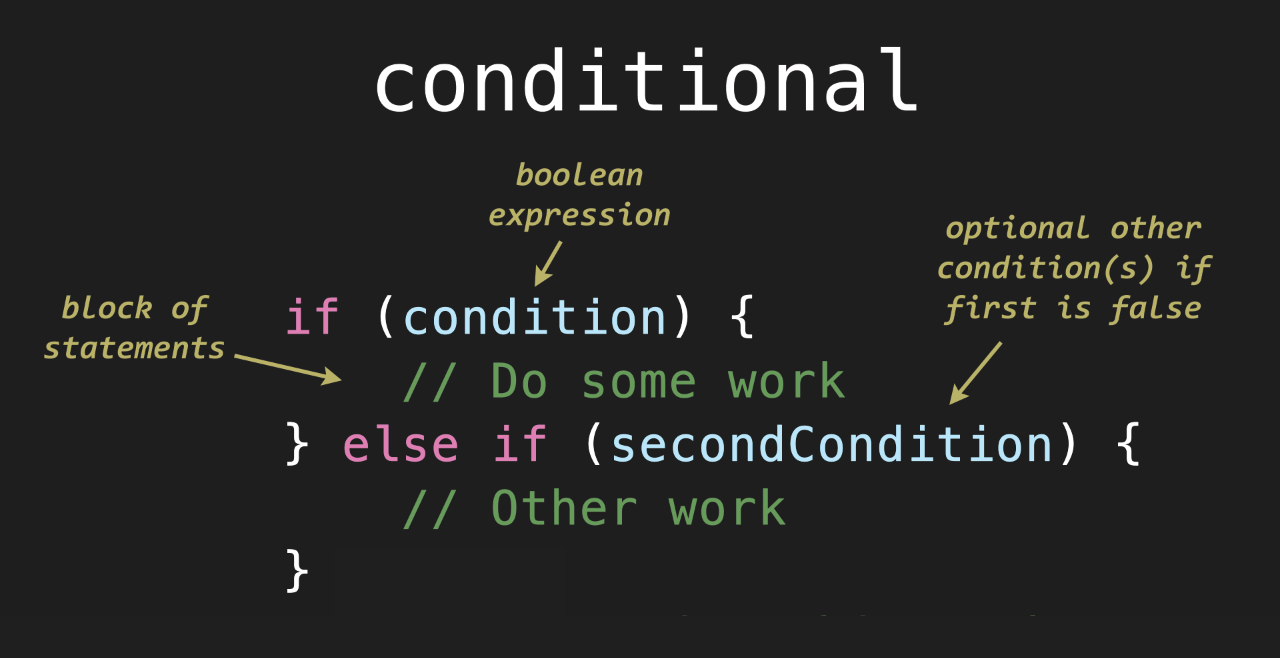 conditional
boolean
expression
optional other
condition(s) if
first is false
block of
statements
if (condition) {
// Do some work
} else if (secondCondition) {
// Other work
}